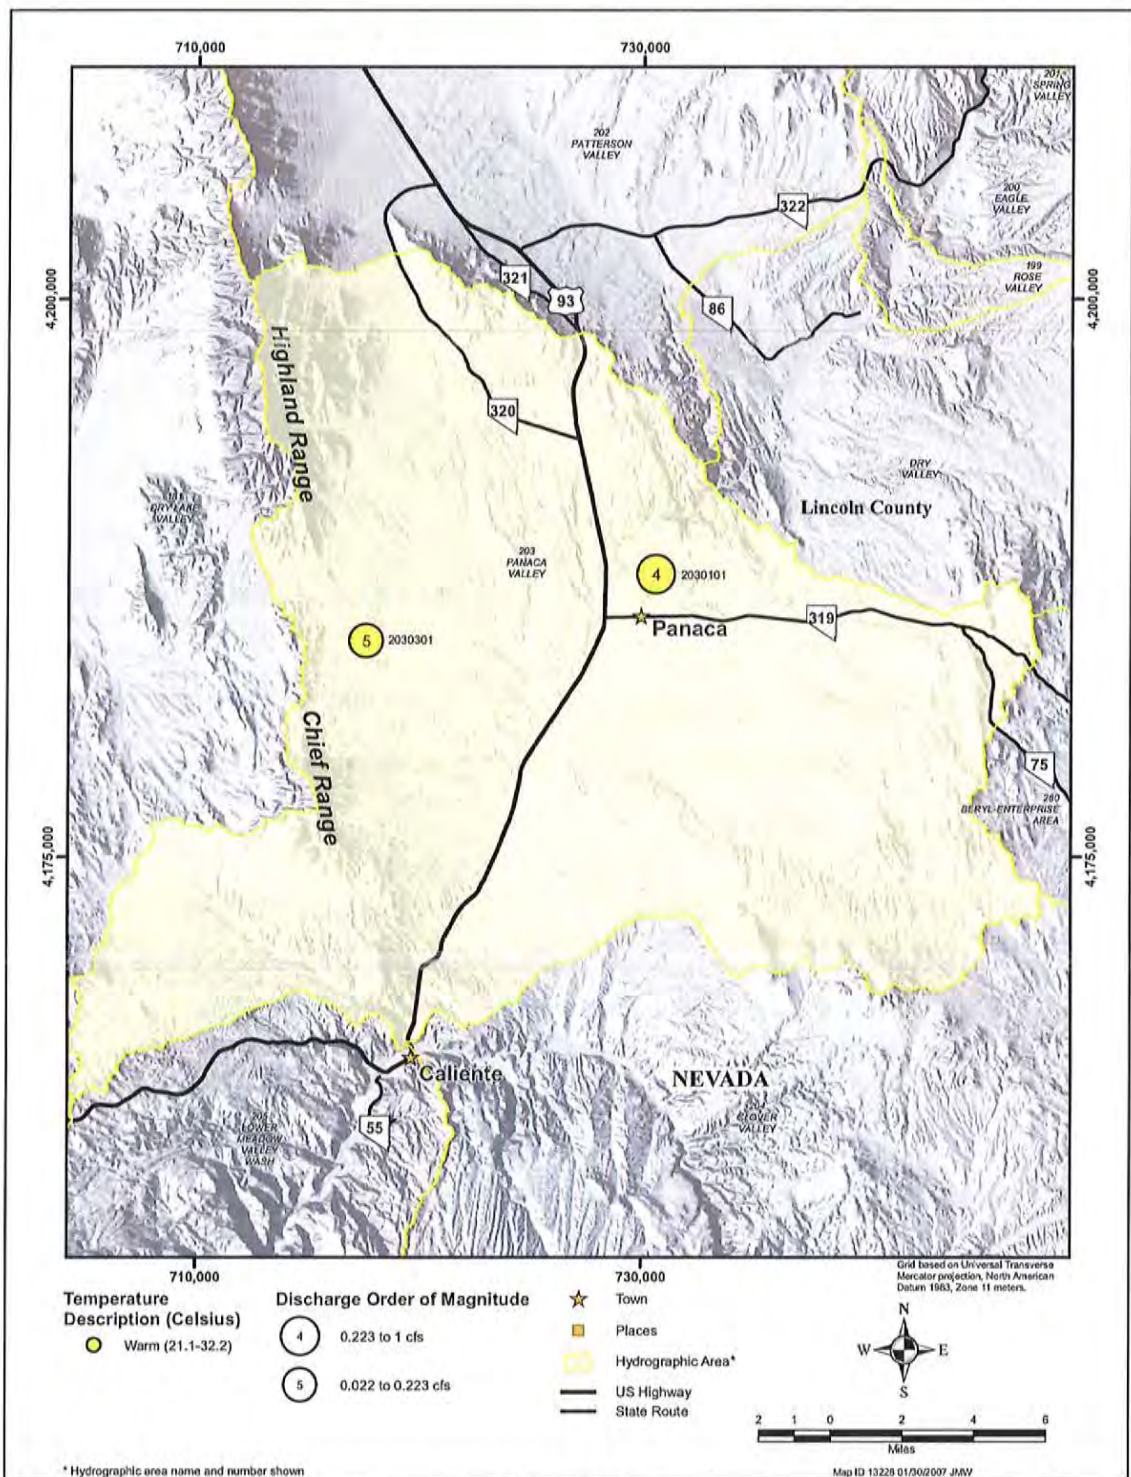 710,000
730,000
201
SPRING
VALLEY
202
PATTERSON
VALLEY
200
EAGLE
VALLEY
322
199
ROSE
VALLEY
321
93
86
4,200,000
4,200,000
Highland Range
320
DRY
VALLEY
181
DRY LAKE
VALLEY
Lincoln County
203
PANACA
VALLEY
4
2030101
319
Panaca
5
2030301
Chief Range
75
280
BERYL-ENTERPRISE
AREA
4,175,000
4,175,000
Caliente
NEVADA
CLOVER
VALLEY
205
LOWER
MEADOW
VALLEY
WASH
55
710,000
730,000
Grid based on Universal Transverse
Mercator projection, North American
Datum 1983, Zone 11 meters.
Temperature
Description (Celsius)
Warm (21.1-32.2)
Discharge Order of Magnitude
4
0.223 to 1 cfs
5
0.022 to 0.223 cfs
Town
Places
Hydrographic Area*
US Highway
State Route
N
W
E
S
2 1 0 2 4 6
Miles
* Hydrographic area name and number shown
Map ID 13228 01/30/2007 JMW